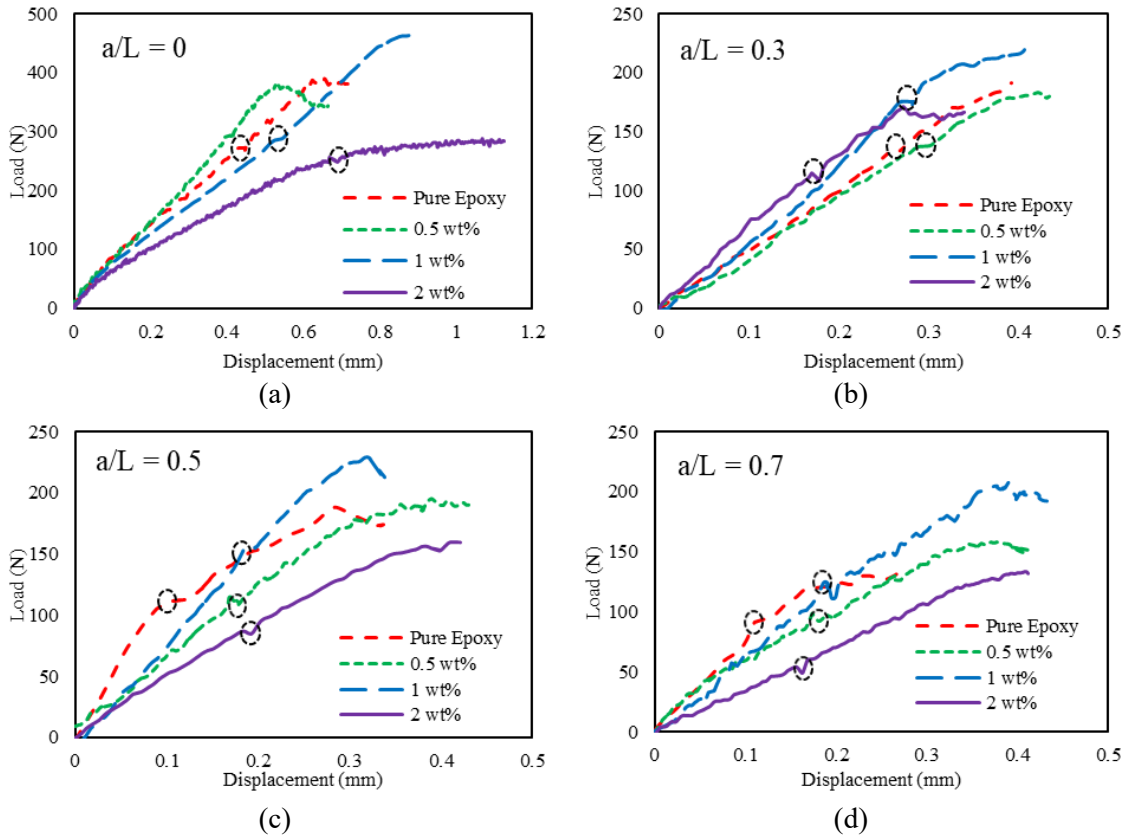 a/L = 0
500
400
300
200
100
0
Load (N)
0
0.2
0.4
0.6
0.8
1
1.2
Displacement (mm)
Pure Epoxy
0.5 wt%
1 wt%
2 wt%
(a)
a/L = 0.3
250
200
150
100
50
0
Load (N)
0
0.1
0.2
0.3
0.4
0.5
Displacement (mm)
Pure Epoxy
0.5 wt%
1 wt%
2 wt%
(b)
a/L = 0.5
250
200
150
100
50
0
Load (N)
0
0.1
0.2
0.3
0.4
0.5
Displacement (mm)
Pure Epoxy
0.5 wt%
1 wt%
2 wt%
(c)
a/L = 0.7
250
200
150
100
50
0
Load (N)
0
0.1
0.2
0.3
0.4
0.5
Displacement (mm)
Pure Epoxy
0.5 wt%
1 wt%
2 wt%
(d)